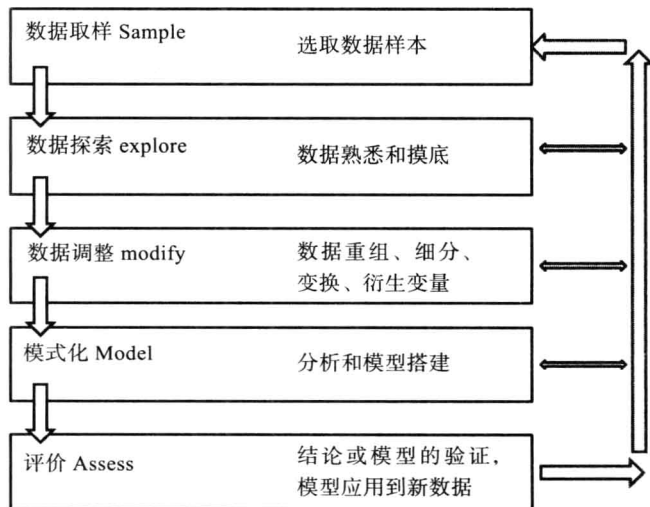 数据取样 Sample
选取数据样本
数据探索 explore
数据熟悉和摸底
数据调整 modify
数据重组、细分、
变换、衍生变量
模式化 Model
分析和模型搭建
评价 Assess
结论或模型的验证,
模型应用到新数据